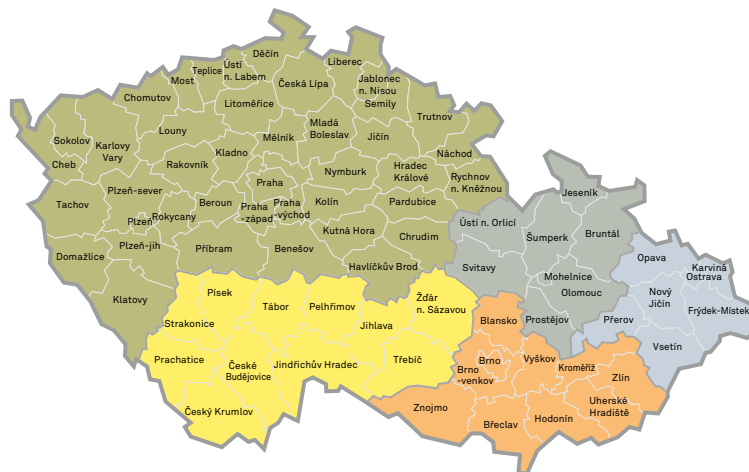 Děčín
Ústí
n. Labem
Teplice
Most
Liberec
Jablonec
n. Nisou
Semily
Česká Lípa
Chomutov
Litoměřice
Trutnov
Louny
Mladá
Boleslav
Mělník
Jičín
Sokolov
Karlovy
Vary
Cheb
Kladno
Rakovník
Náchod
Hradec
Králové
Rychnov
n. Kněžnou
Nymburk
Praha
Plzeň-sever
Tachov
Beroun
Praha
-západ
Praha
-východ
Kolín
Pardubice
Jeseník
Plzeň
Rokycany
Kutná Hora
Chrudim
Ústí n. Orlicí
Šumperk
Bruntál
Domažlice
Plzeň-jih
Příbram
Benešov
Havlíčkův Brod
Svitavy
Mohelnice
Olomouc
Opava
Karviná
Ostrava
Klatovy
Písek
Tábor
Pelhřimov
Žďár
n. Sázavou
Nový
Jičín
Frýdek-Místek
Strakonice
Jihlava
Blansko
Prostějov
Přerov
Vsetín
Prachatice
České
Budějovice
Jindřichův Hradec
Třebíč
Brno
Brno
-venkov
Vyškov
Kroměříž
Zlín
Český Krumlov
Znojmo
Břeclav
Hodonín
Uherské
Hradiště